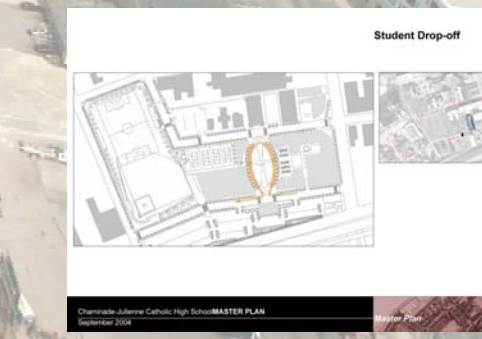 Student Drop-off
Chaminade-Julienne Catholic High SchoolMASTER PLAN
September 2004
Master Plan